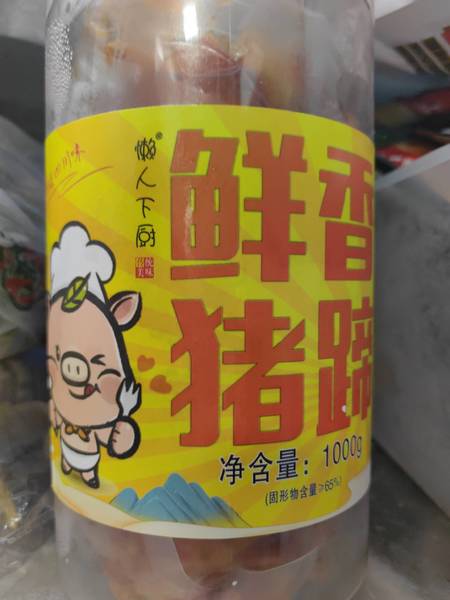 懒人下厨®
鲜香
猪蹄
净含量：1000g
(固形物含量≥65%)